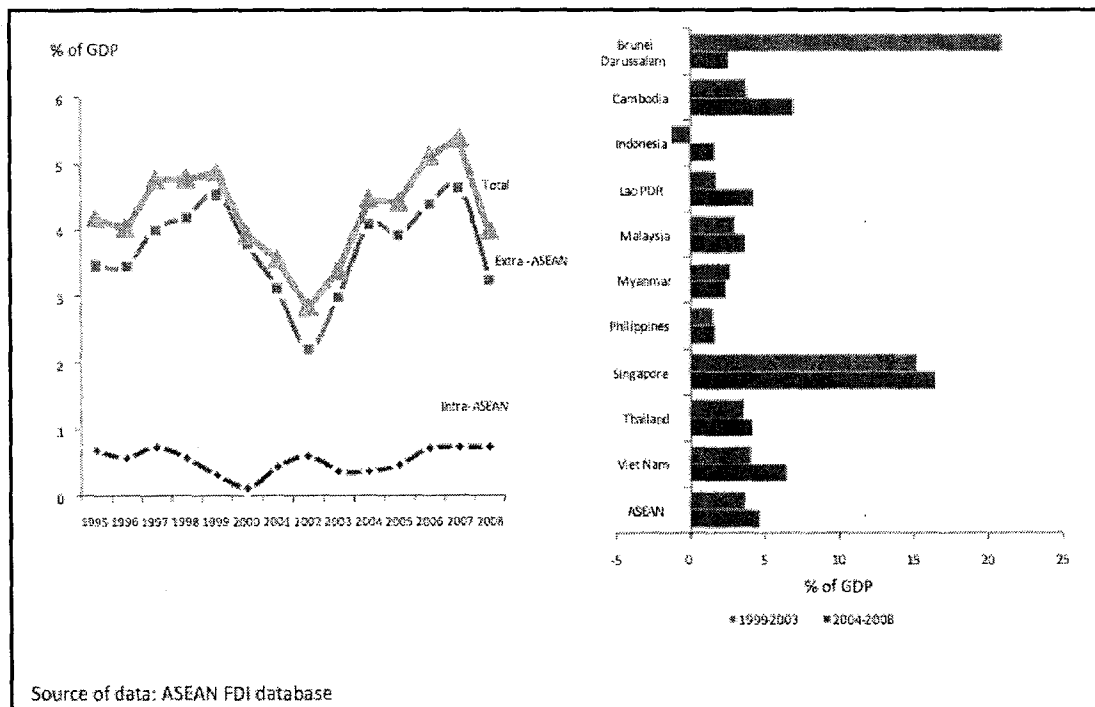 % of GDP
6
5
4
3
2
1
0
Total
Extra-ASEAN
Intra-ASEAN
1995 1996 1997 1998 1999 2000 2001 2002 2003 2004 2005 2006 2007 2008
Brunei
Darussalam
Cambodia
Indonesia
Lao PDR
Malaysia
Myanmar
Philippines
Singapore
Thailand
Viet Nam
ASEAN
-5 0 5 10 15 20 25
% of GDP
1999-2003 2004-2008
Source of data: ASEAN FDI database